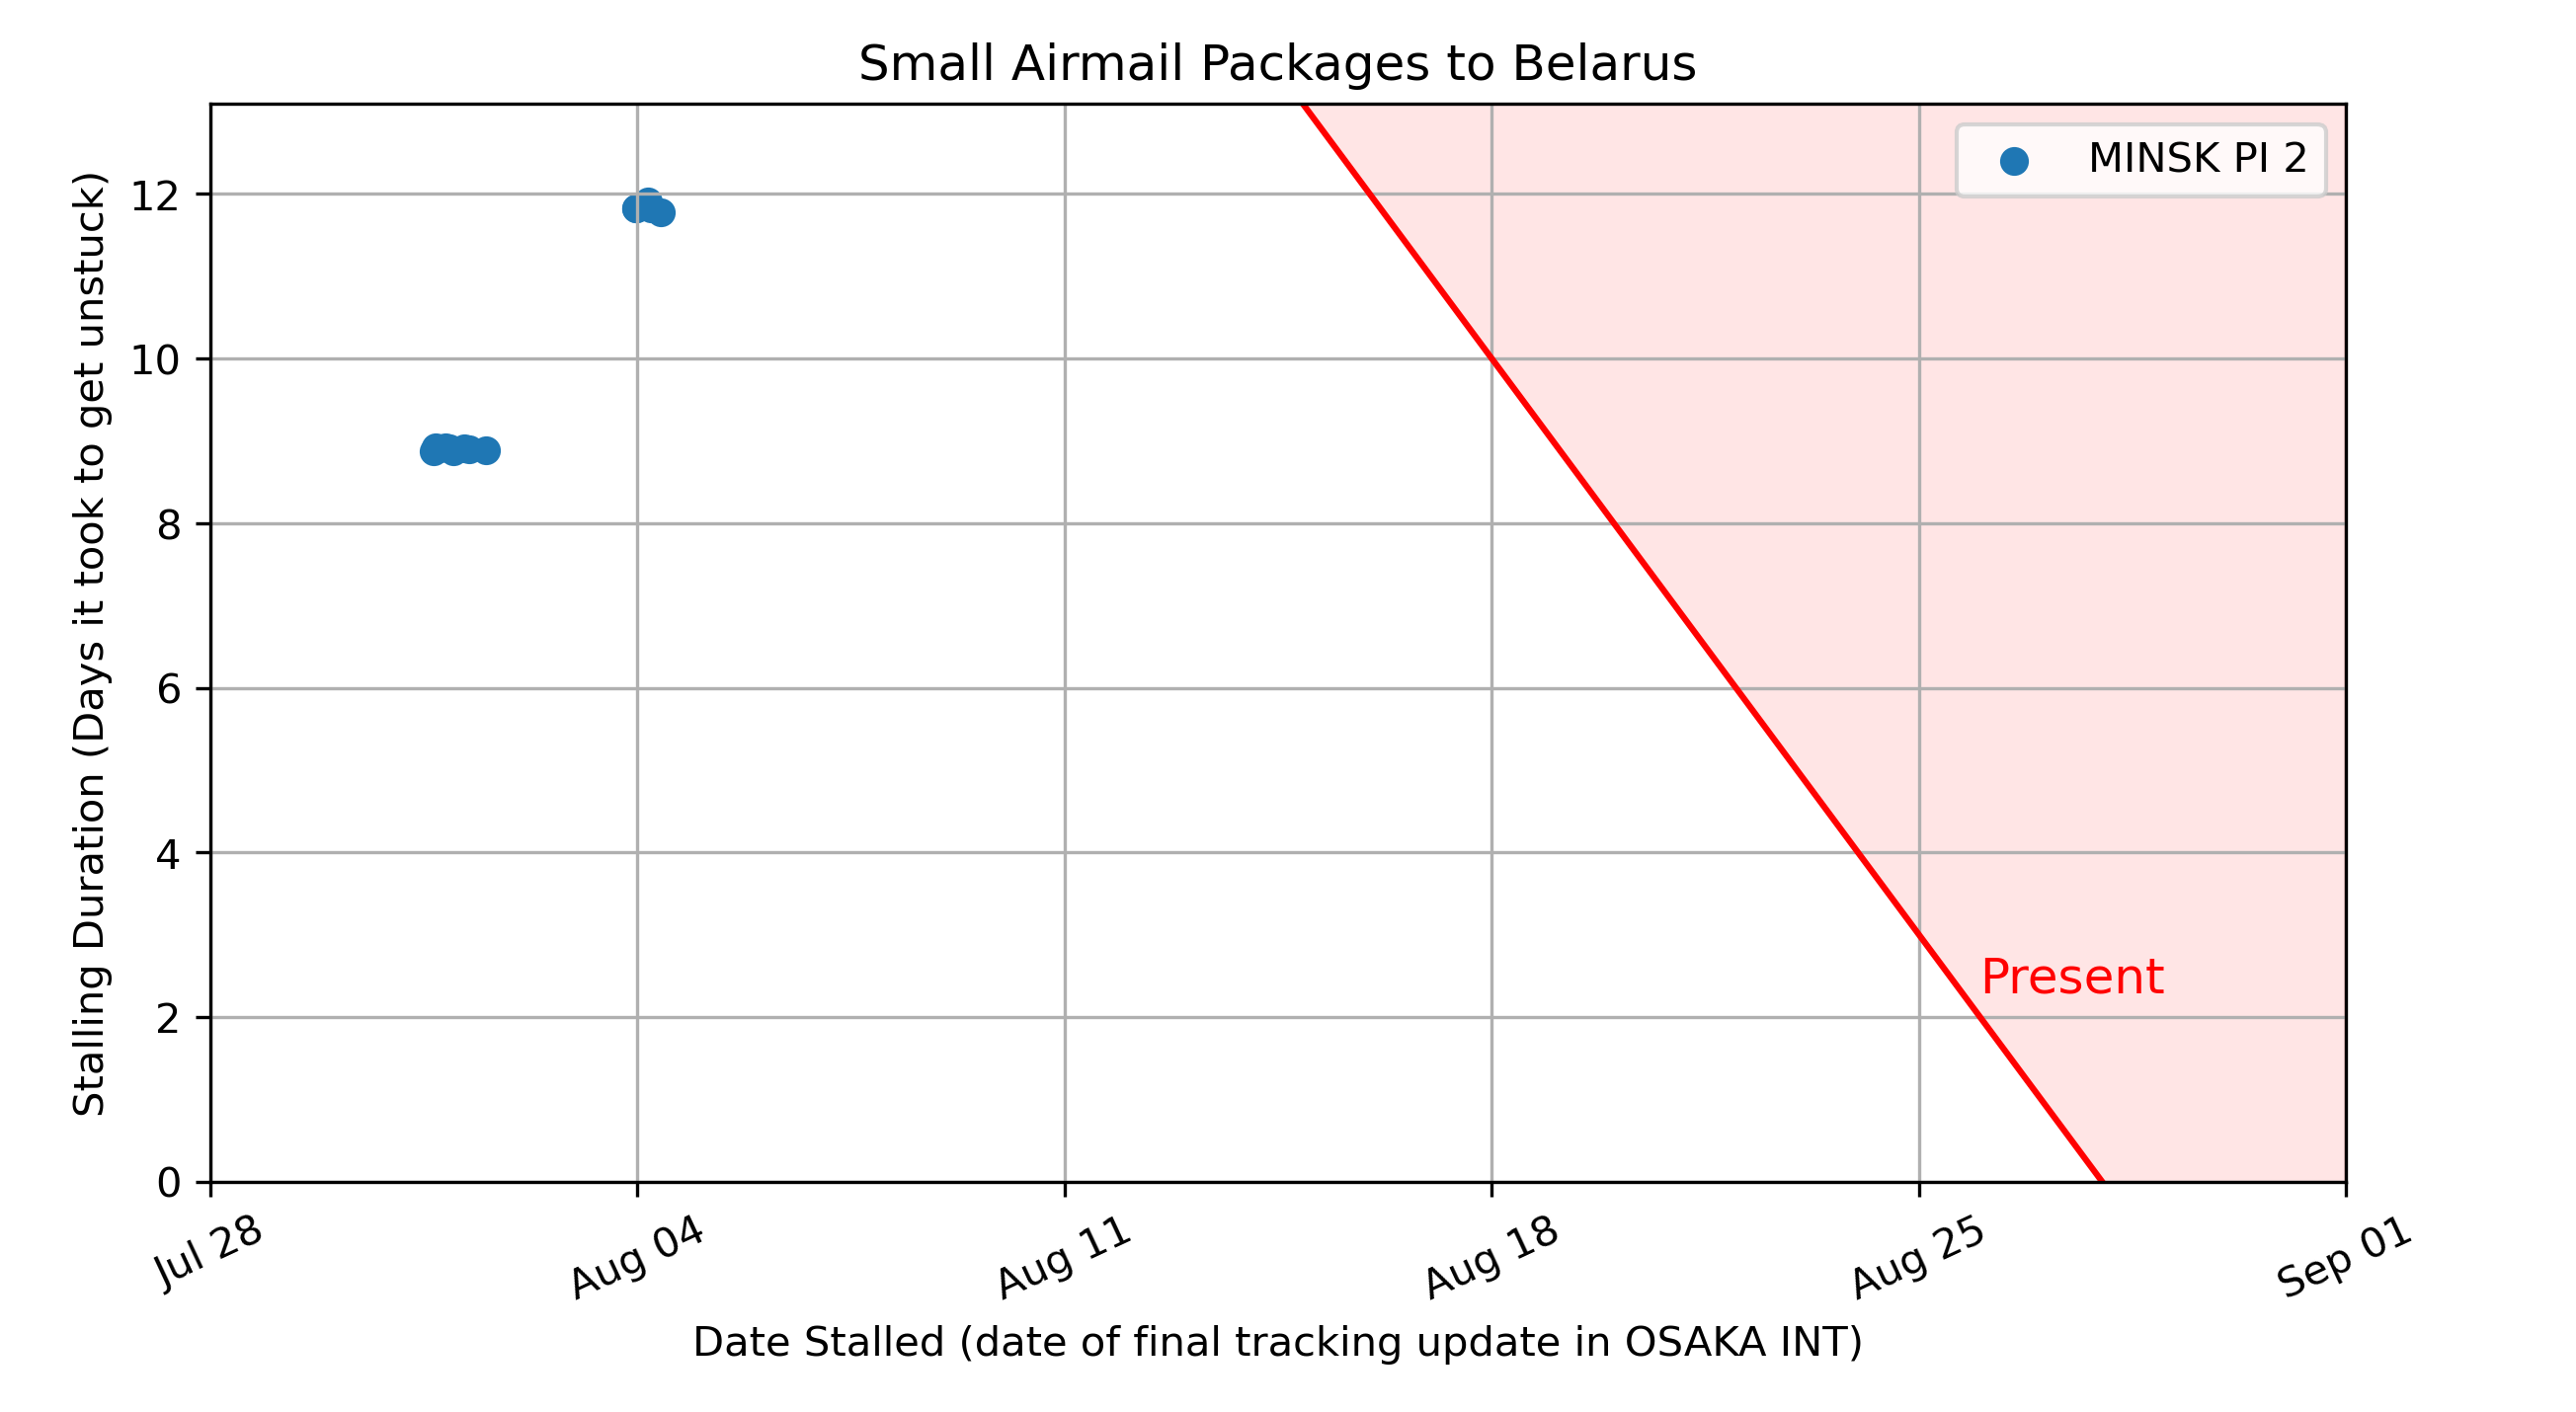 Small Airmail Packages to Belarus
MINSK PI 2
Stalling Duration (Days it took to get unstuck)
12
10
8
6
4
2
0
Present
Jul 28
Aug 04
Aug 11
Aug 18
Aug 25
Sep 01
Date Stalled (date of final tracking update in OSAKA INT)